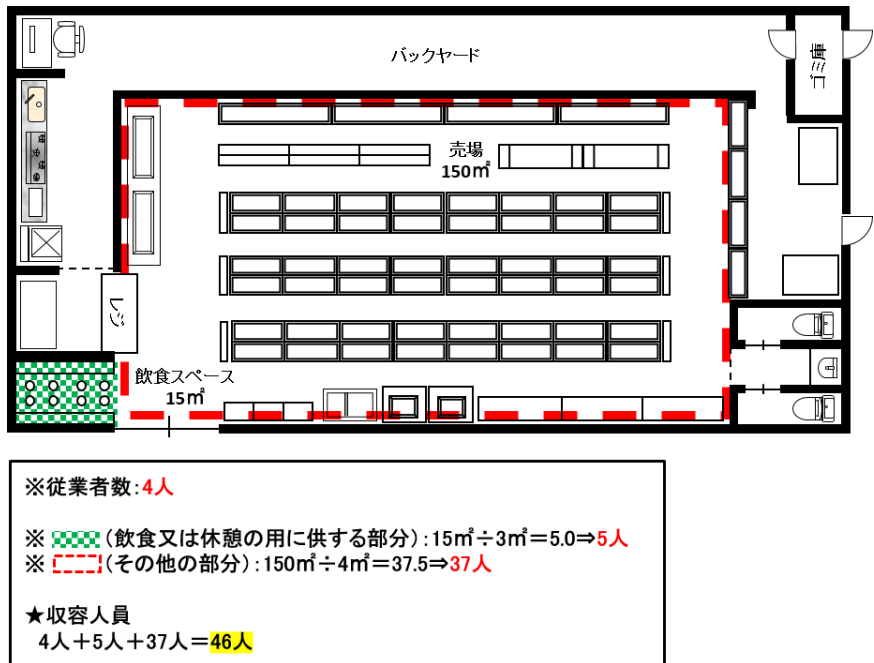 バックヤード
ゴミ庫
売場
150㎡
レジ
飲食スペース
15㎡
※従業者数:4人
※ (飲食又は休憩の用に供する部分):15㎡÷3㎡=5.0⇒5人
※ (その他の部分):150㎡÷4㎡=37.5⇒37人
★収容人員
4人+5人+37人=46人